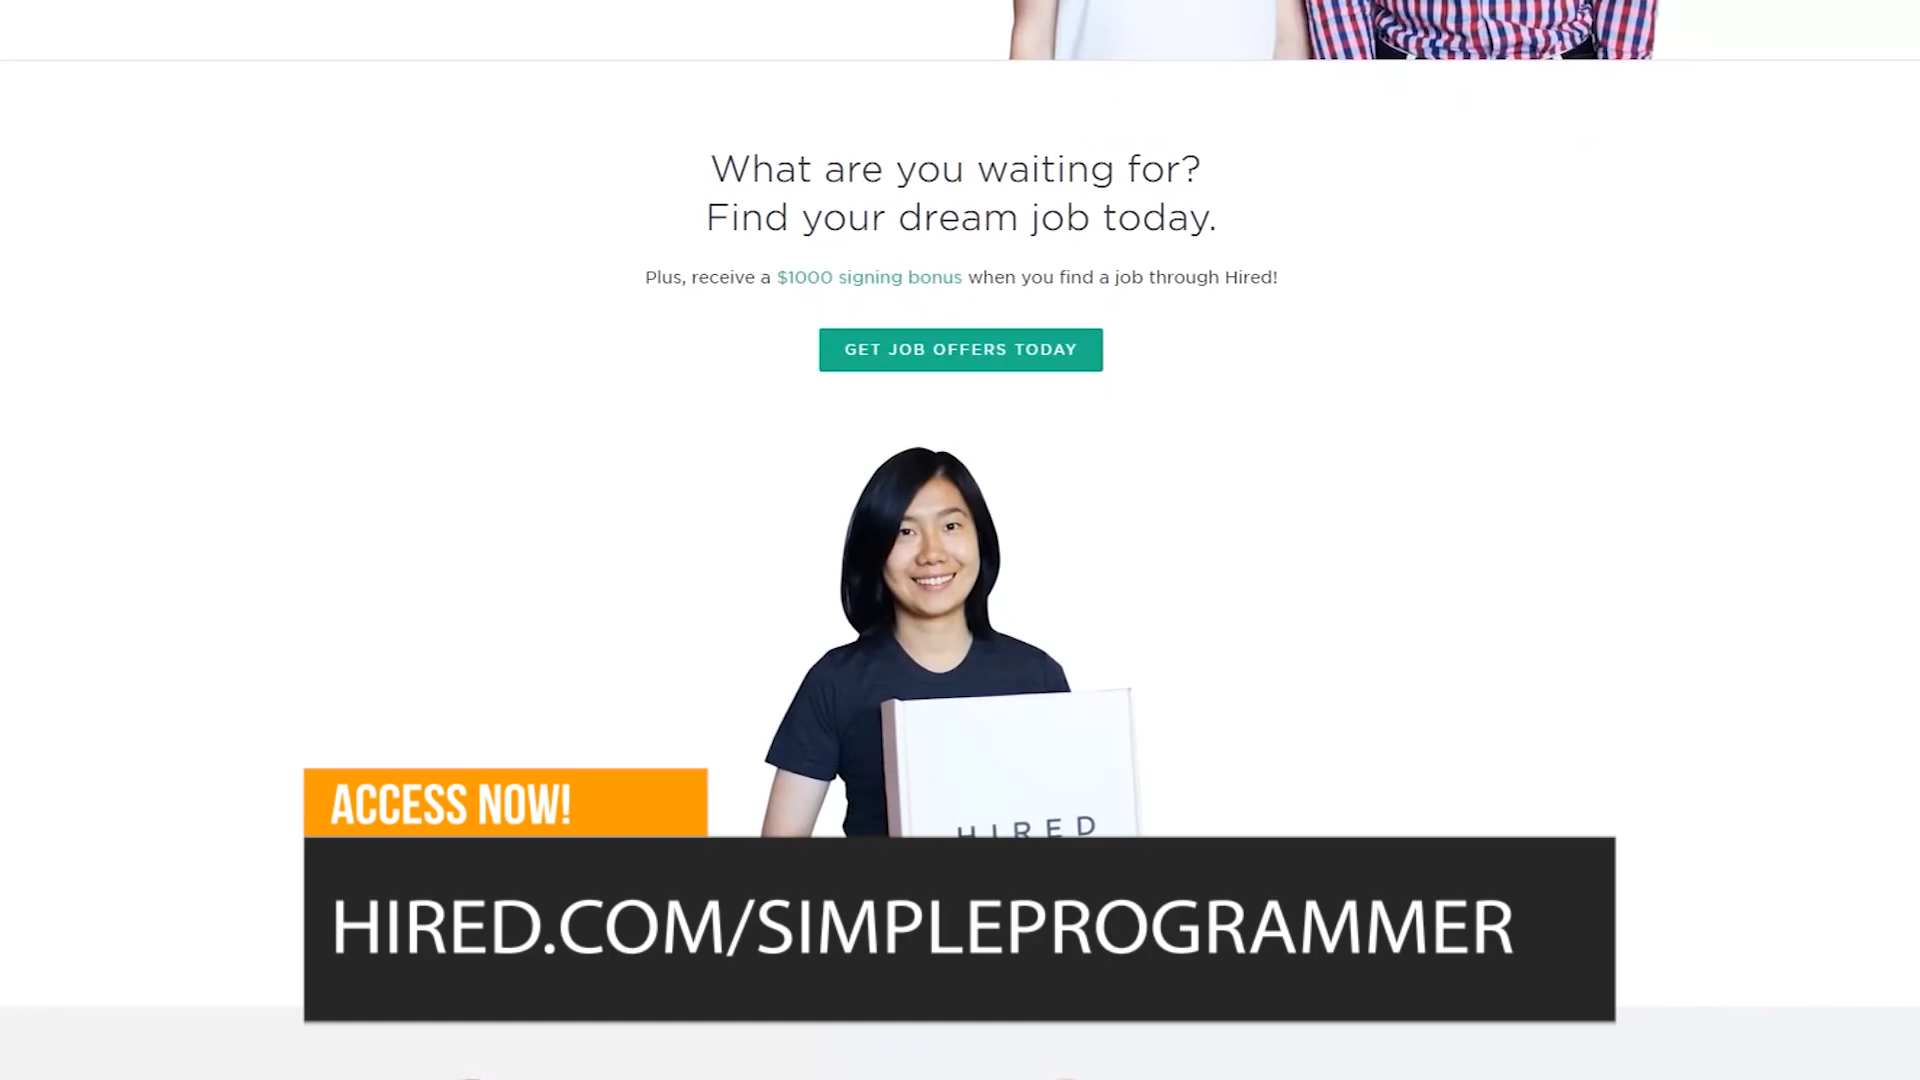 What are you waiting for?
Find your dream job today.
Plus, receive a $1000 signing bonus when you find a job through Hired!
GET JOB OFFERS TODAY
HIRED
ACCESS NOW!
HIRED.COM/SIMPLEPROGRAMMER